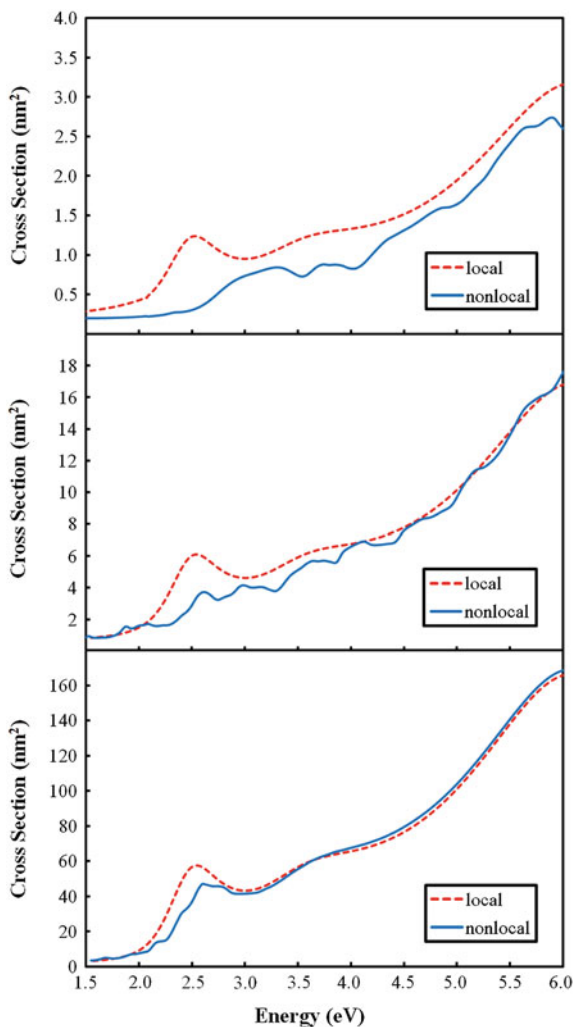 4.0
3.5
3.0
2.5
2.0
1.5
1.0
0.5
Cross Section (nm²)
local
nonlocal
18
16
14
12
10
8
6
4
2
Cross Section (nm²)
local
nonlocal
160
140
120
100
80
60
40
20
0
Cross Section (nm²)
local
nonlocal
1.5 2.0 2.5 3.0 3.5 4.0 4.5 5.0 5.5 6.0
Energy (eV)